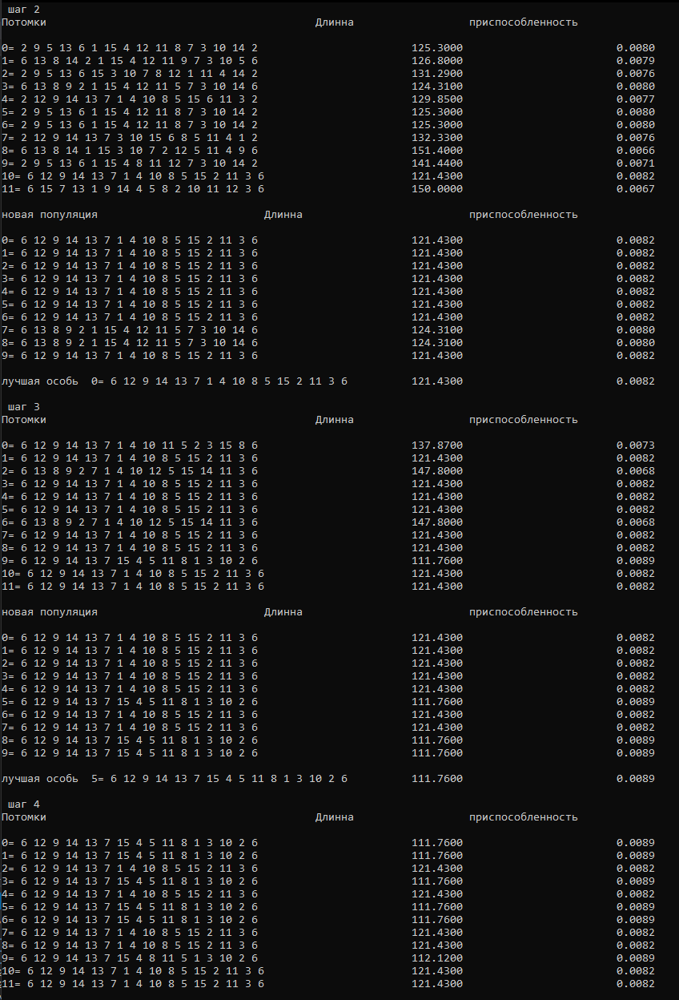 шаг 2
Потомки Длинна приспособленность
0= 2 9 5 13 6 1 15 4 12 11 8 7 3 10 14 2 125.3000 0.0080
1= 6 13 8 14 2 1 15 4 12 11 9 7 3 10 5 6 126.8000 0.0079
2= 2 9 5 13 6 15 3 10 7 8 12 1 11 4 14 2 131.2900 0.0076
3= 6 13 8 9 2 1 15 4 12 11 5 7 3 10 14 6 124.3100 0.0080
4= 2 12 9 14 13 7 1 4 10 8 5 15 6 11 3 2 129.8500 0.0077
5= 2 9 5 13 6 1 15 4 12 11 8 7 3 10 14 2 125.3000 0.0080
6= 2 9 5 13 6 1 15 4 12 11 8 7 3 10 14 2 125.3000 0.0080
7= 2 12 9 14 13 7 3 10 15 6 8 5 11 4 1 2 132.3300 0.0076
8= 6 13 8 14 1 15 3 10 7 2 12 5 11 4 9 6 151.4000 0.0066
9= 2 9 5 13 6 1 15 4 8 11 12 7 3 10 14 2 141.4400 0.0071
10= 6 12 9 14 13 7 1 4 10 8 5 15 2 11 3 6 121.4300 0.0082
11= 6 15 7 13 1 9 14 4 5 8 2 10 11 12 3 6 150.0000 0.0067
новая популяция Длинна приспособленность
0= 6 12 9 14 13 7 1 4 10 8 5 15 2 11 3 6 121.4300 0.0082
1= 6 12 9 14 13 7 1 4 10 8 5 15 2 11 3 6 121.4300 0.0082
2= 6 12 9 14 13 7 1 4 10 8 5 15 2 11 3 6 121.4300 0.0082
3= 6 12 9 14 13 7 1 4 10 8 5 15 2 11 3 6 121.4300 0.0082
4= 6 12 9 14 13 7 1 4 10 8 5 15 2 11 3 6 121.4300 0.0082
5= 6 12 9 14 13 7 1 4 10 8 5 15 2 11 3 6 121.4300 0.0082
6= 6 12 9 14 13 7 1 4 10 8 5 15 2 11 3 6 121.4300 0.0082
7= 6 13 8 9 2 1 15 4 12 11 5 7 3 10 14 6 124.3100 0.0080
8= 6 13 8 9 2 1 15 4 12 11 5 7 3 10 14 6 124.3100 0.0080
9= 6 12 9 14 13 7 1 4 10 8 5 15 2 11 3 6 121.4300 0.0082
лучшая особь 0= 6 12 9 14 13 7 1 4 10 8 5 15 2 11 3 6 121.4300 0.0082
шаг 3
Потомки Длинна приспособленность
0= 6 12 9 14 13 7 1 4 10 11 5 2 3 15 8 6 137.8700 0.0073
1= 6 12 9 14 13 7 1 4 10 8 5 15 2 11 3 6 121.4300 0.0082
2= 6 13 8 9 2 7 1 4 10 12 5 15 14 11 3 6 147.8000 0.0068
3= 6 12 9 14 13 7 1 4 10 8 5 15 2 11 3 6 121.4300 0.0082
4= 6 12 9 14 13 7 1 4 10 8 5 15 2 11 3 6 121.4300 0.0082
5= 6 12 9 14 13 7 1 4 10 8 5 15 2 11 3 6 121.4300 0.0082
6= 6 13 8 9 2 7 1 4 10 12 5 15 14 11 3 6 147.8000 0.0068
7= 6 12 9 14 13 7 1 4 10 8 5 15 2 11 3 6 121.4300 0.0082
8= 6 12 9 14 13 7 1 4 10 8 5 15 2 11 3 6 121.4300 0.0082
9= 6 12 9 14 13 7 15 4 5 11 8 1 3 10 2 6 111.7600 0.0089
10= 6 12 9 14 13 7 1 4 10 8 5 15 2 11 3 6 121.4300 0.0082
11= 6 12 9 14 13 7 1 4 10 8 5 15 2 11 3 6 121.4300 0.0082
новая популяция Длинна приспособленность
0= 6 12 9 14 13 7 1 4 10 8 5 15 2 11 3 6 121.4300 0.0082
1= 6 12 9 14 13 7 1 4 10 8 5 15 2 11 3 6 121.4300 0.0082
2= 6 12 9 14 13 7 1 4 10 8 5 15 2 11 3 6 121.4300 0.0082
3= 6 12 9 14 13 7 1 4 10 8 5 15 2 11 3 6 121.4300 0.0082
4= 6 12 9 14 13 7 1 4 10 8 5 15 2 11 3 6 121.4300 0.0082
5= 6 12 9 14 13 7 15 4 5 11 8 1 3 10 2 6 111.7600 0.0089
6= 6 12 9 14 13 7 1 4 10 8 5 15 2 11 3 6 121.4300 0.0082
7= 6 12 9 14 13 7 1 4 10 8 5 15 2 11 3 6 121.4300 0.0082
8= 6 12 9 14 13 7 15 4 5 11 8 1 3 10 2 6 111.7600 0.0089
9= 6 12 9 14 13 7 15 4 5 11 8 1 3 10 2 6 111.7600 0.0089
лучшая особь 5= 6 12 9 14 13 7 15 4 5 11 8 1 3 10 2 6 111.7600 0.0089
шаг 4
Потомки Длинна приспособленность
0= 6 12 9 14 13 7 15 4 5 11 8 1 3 10 2 6 111.7600 0.0089
1= 6 12 9 14 13 7 15 4 5 11 8 1 3 10 2 6 111.7600 0.0089
2= 6 12 9 14 13 7 1 4 10 8 5 15 2 11 3 6 121.4300 0.0082
3= 6 12 9 14 13 7 15 4 5 11 8 1 3 10 2 6 111.7600 0.0089
4= 6 12 9 14 13 7 1 4 10 8 5 15 2 11 3 6 121.4300 0.0082
5= 6 12 9 14 13 7 15 4 5 11 8 1 3 10 2 6 111.7600 0.0089
6= 6 12 9 14 13 7 15 4 5 11 8 1 3 10 2 6 111.7600 0.0089
7= 6 12 9 14 13 7 1 4 10 8 5 15 2 11 3 6 121.4300 0.0082
8= 6 12 9 14 13 7 1 4 10 8 5 15 2 11 3 6 121.4300 0.0082
9= 6 12 9 14 13 7 15 4 8 11 5 1 3 10 2 6 112.1200 0.0089
10= 6 12 9 14 13 7 1 4 10 8 5 15 2 11 3 6 121.4300 0.0082
11= 6 12 9 14 13 7 1 4 10 8 5 15 2 11 3 6 121.4300 0.0082